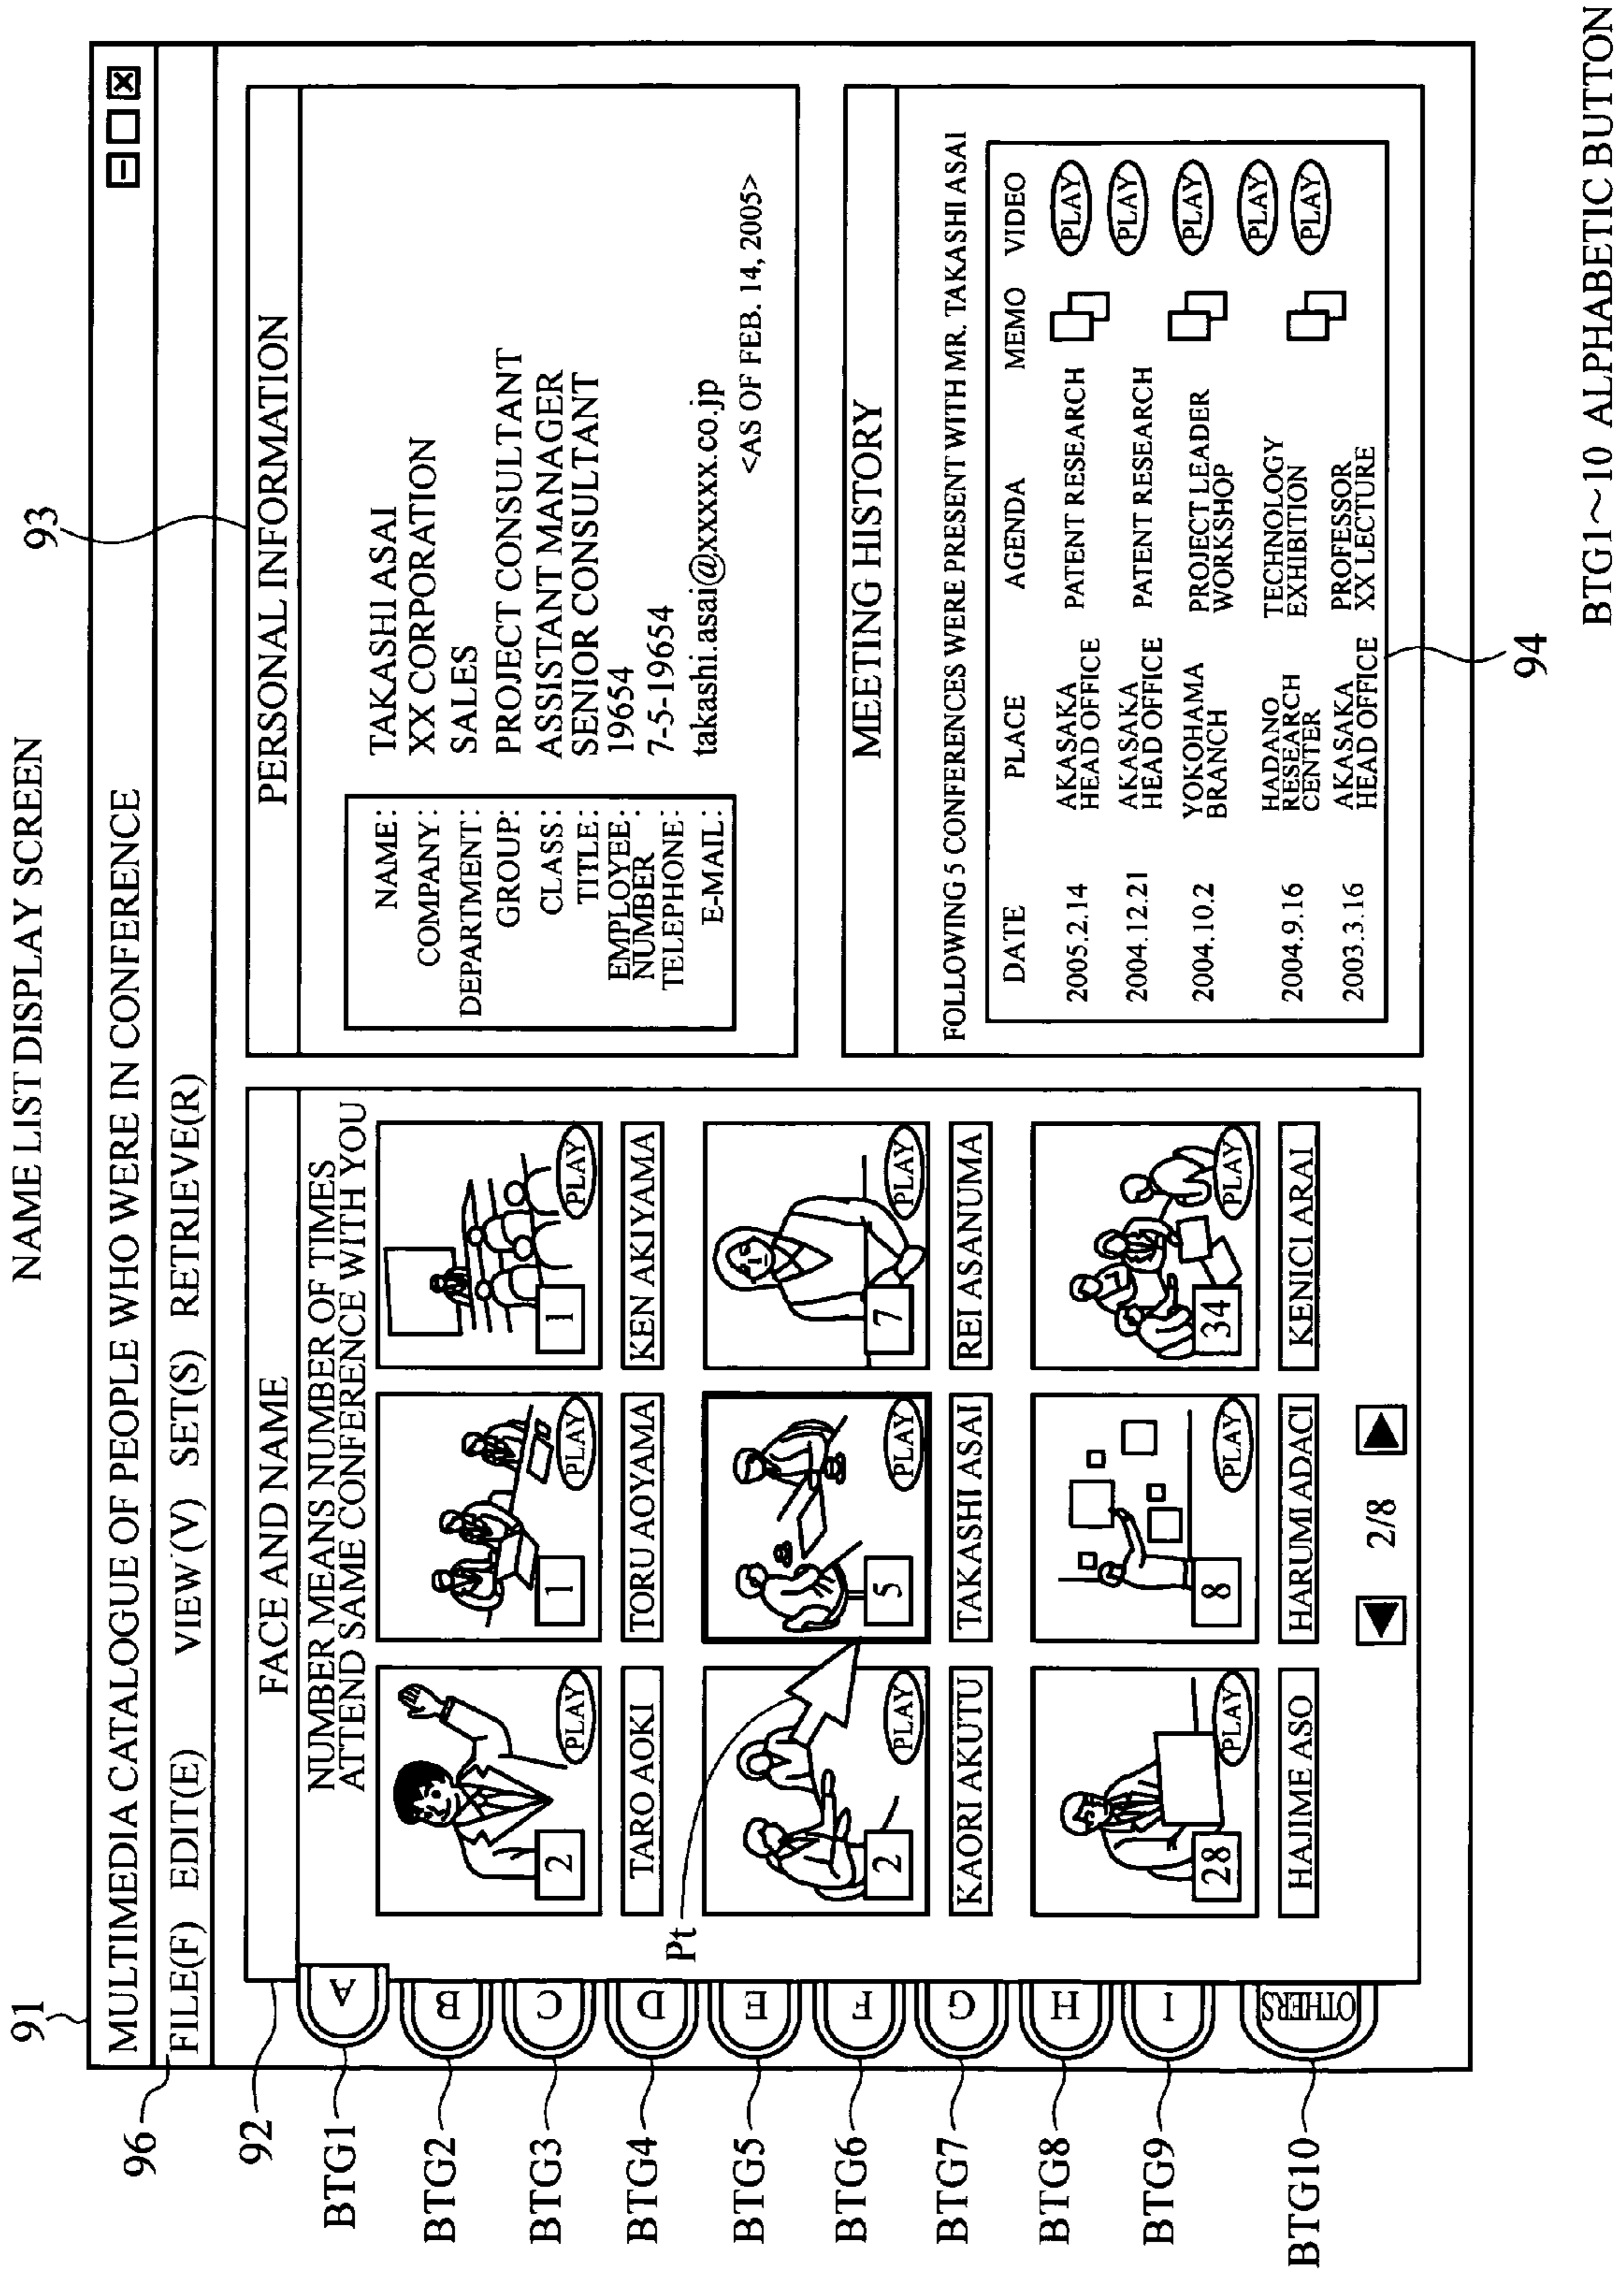 NAME LIST DISPLAY SCREEN
91
MULTIMEDIA CATALOGUE OF PEOPLE WHO WERE IN CONFERENCE
96
FILE(F) EDIT(E) VIEW(V) SET(S) RETRIEVE(R)
92
FACE AND NAME
NUMBER MEANS NUMBER OF TIMES
ATTEND SAME CONFERENCE WITH YOU
BTG1
A
BTG2
B
BTG3
C
BTG4
D
BTG5
E
BTG6
F
BTG7
G
BTG8
H
BTG9
I
BTG10
OTHERS
2 PLAY
1 PLAY
1 PLAY
TARO AOKI
TORU AOYAMA
KEN AKIYAMA
Pt
2 PLAY
5 PLAY
7 PLAY
KAORI AKUTU
TAKASHI ASAI
REI ASANUMA
28 PLAY
8 PLAY
34 PLAY
HAJIME ASO
HARUMI ADACI
KENICI ARAI
2/8
93
PERSONAL INFORMATION
NAME: TAKASHI ASAI
COMPANY: XX CORPORATION
DEPARTMENT: SALES
GROUP: PROJECT CONSULTANT
CLASS: ASSISTANT MANAGER
TITLE: SENIOR CONSULTANT
EMPLOYEE: 19654
NUMBER
TELEPHONE: 7-5-19654
E-MAIL: takashi.asai@xxxxx.co.jp
<AS OF FEB. 14, 2005>
MEETING HISTORY
FOLLOWING 5 CONFERENCES WERE PRESENT WITH MR. TAKASHI ASAI
DATE PLACE AGENDA MEMO VIDEO
2005.2.14 AKASAKA HEAD OFFICE PATENT RESEARCH PLAY
2004.12.21 AKASAKA HEAD OFFICE PATENT RESEARCH PLAY
2004.10.2 YOKOHAMA BRANCH PROJECT LEADER WORKSHOP PLAY
2004.9.16 HADANO RESEARCH CENTER TECHNOLOGY EXHIBITION PLAY
2003.3.16 AKASAKA HEAD OFFICE PROFESSOR XX LECTURE PLAY
94
BTG1~10 ALPHABETIC BUTTON